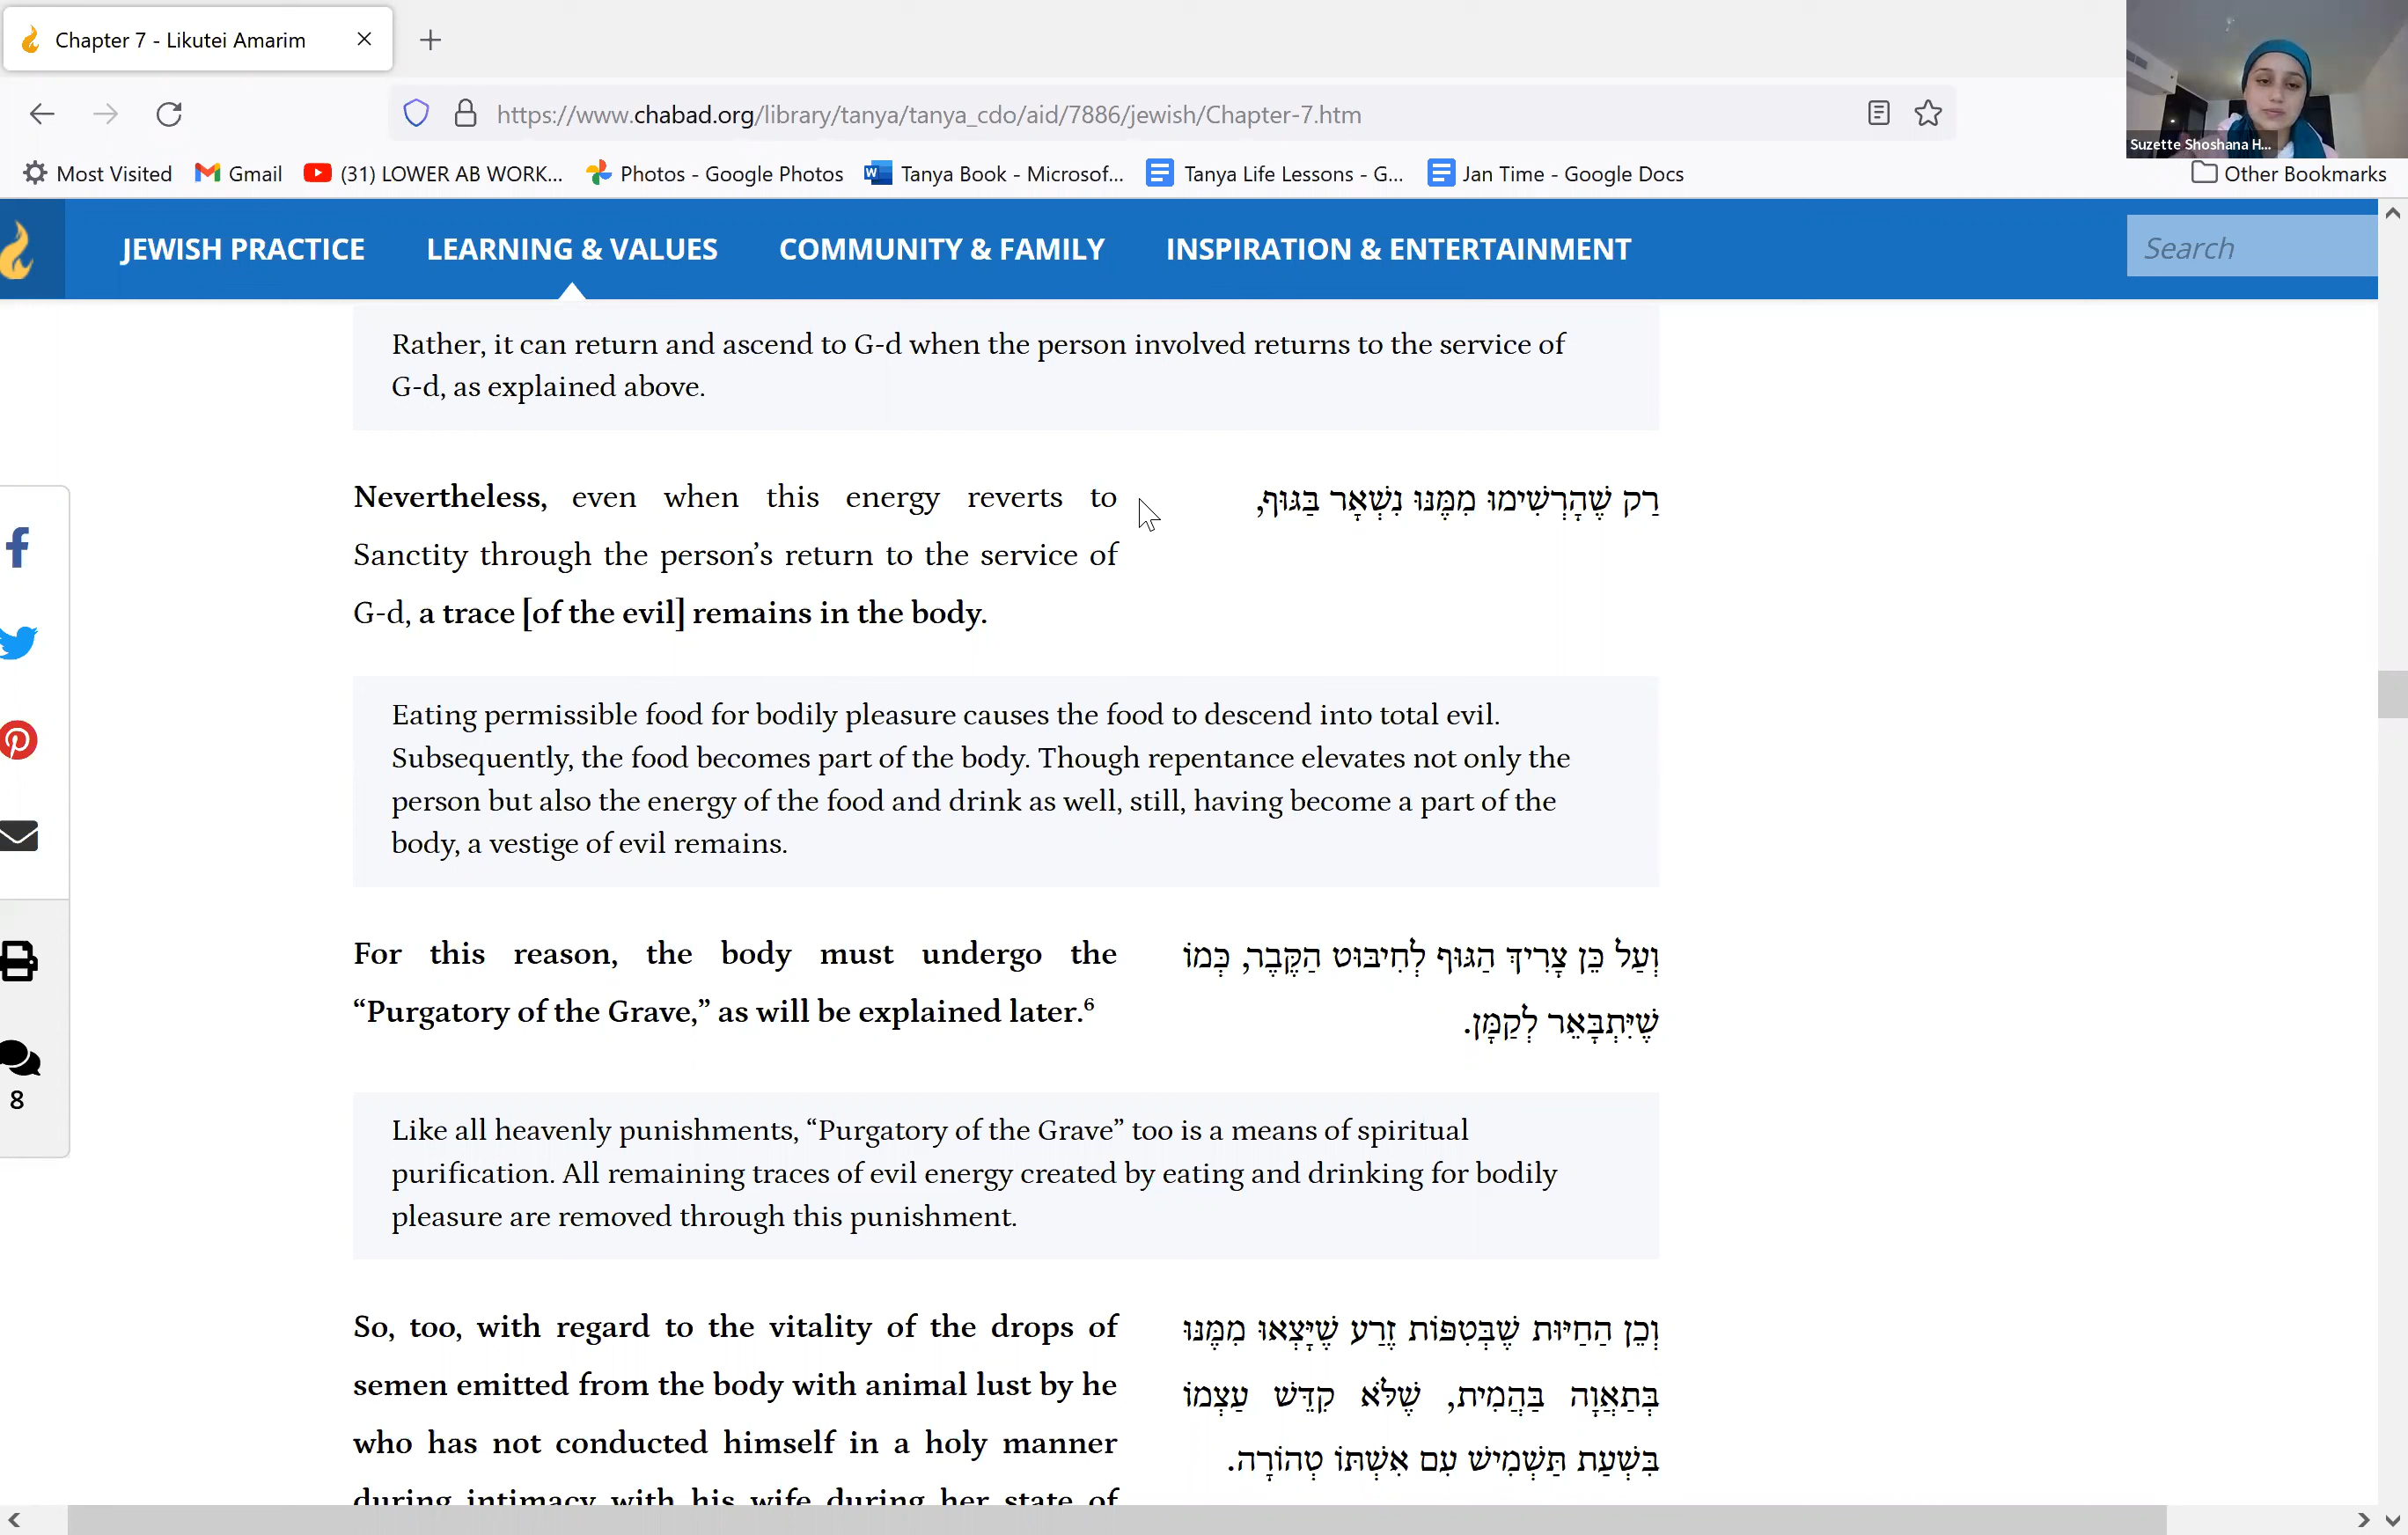 Chapter 7 - Likutei Amarim
https://www.chabad.org/library/tanya/tanya_cdo/aid/7886/jewish/Chapter-7.htm
Suzette Shoshana H...
Most Visited Gmail (31) LOWER AB WORK... Photos - Google Photos Tanya Book - Microsof... Tanya Life Lessons - G... Jan Time - Google Docs Other Bookmarks
JEWISH PRACTICE LEARNING & VALUES COMMUNITY & FAMILY INSPIRATION & ENTERTAINMENT Search
Rather, it can return and ascend to G-d when the person involved returns to the service of
G-d, as explained above.
Nevertheless, even when this energy reverts to
Sanctity through the person’s return to the service of
G-d, a trace [of the evil] remains in the body.
רַק שֶׁהָרְשִׁימוּ מִמֶּנּוּ נִשְׁאָר בַּגּוּף,
Eating permissible food for bodily pleasure causes the food to descend into total evil.
Subsequently, the food becomes part of the body. Though repentance elevates not only the
person but also the energy of the food and drink as well, still, having become a part of the
body, a vestige of evil remains.
For this reason, the body must undergo the
“Purgatory of the Grave,” as will be explained later.⁶
וְעַל כֵּן צָרִיךְ הַגּוּף לְחִיבּוּט הַקֶּבֶר, כְּמוֹ
שֶׁיִּתְבָּאֵר לְקַמָּן.
Like all heavenly punishments, “Purgatory of the Grave” too is a means of spiritual
purification. All remaining traces of evil energy created by eating and drinking for bodily
pleasure are removed through this punishment.
So, too, with regard to the vitality of the drops of
semen emitted from the body with animal lust by he
who has not conducted himself in a holy manner
during intimacy with his wife during her state of
וְכֵן הַחַיּוּת שֶׁבְּטִפּוֹת זֶרַע שֶׁיָּצְאוּ מִמֶּנּוּ
בְּתַאֲוָה בַּהֲמִית, שֶׁלֹּא קִדֵּשׁ עַצְמוֹ
בִּשְׁעַת תַּשְׁמִישׁ עִם אִשְׁתּוֹ טְהוֹרָה.
8